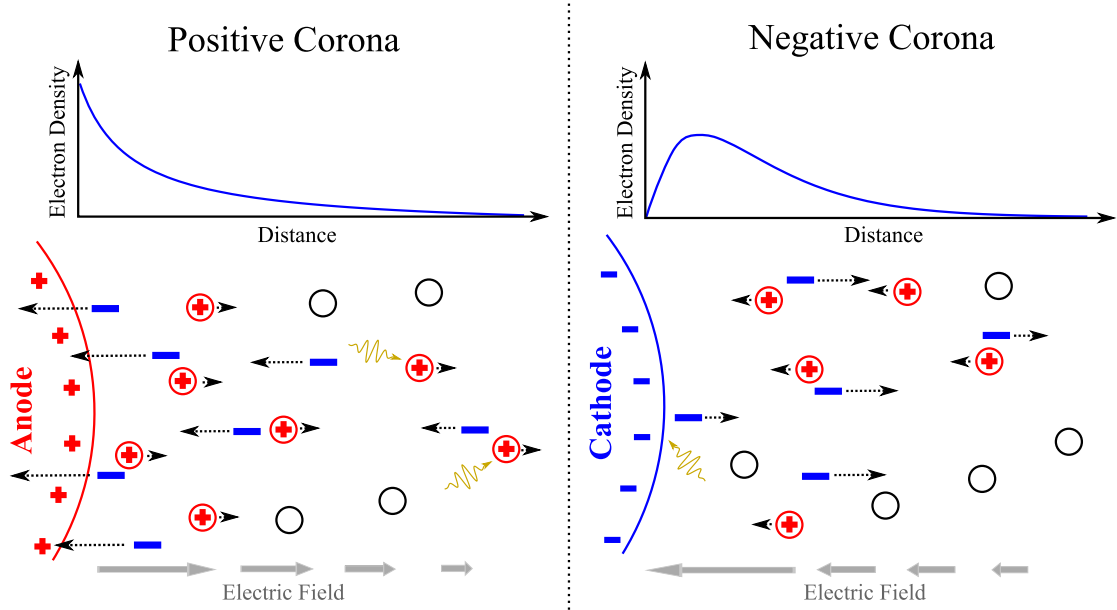 Positive Corona
Electron Density
Distance
Anode
Electric Field
Negative Corona
Electron Density
Distance
Cathode
Electric Field